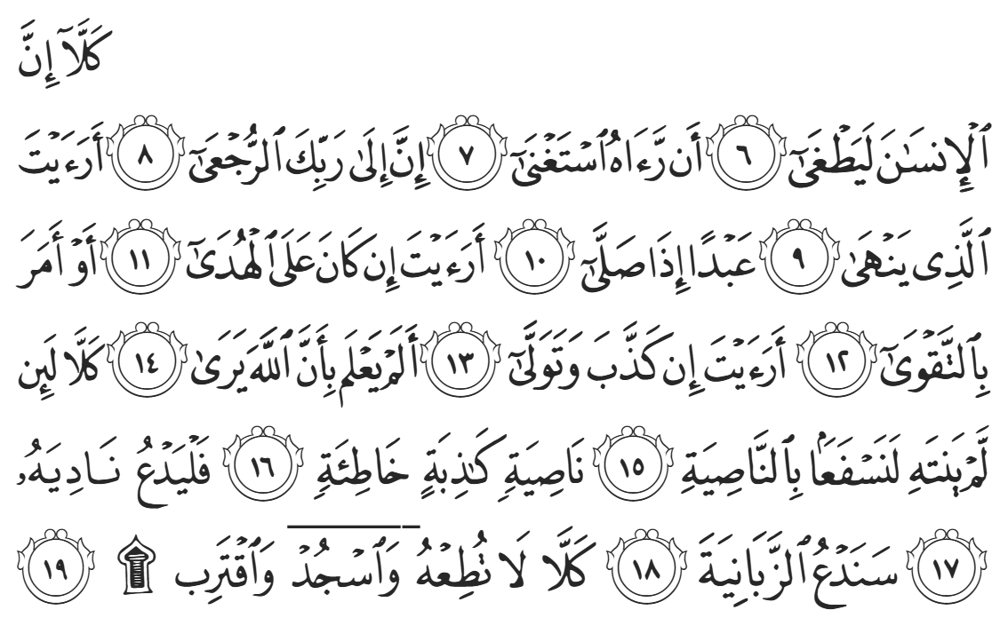 كَلَّآ إِنَّ
ٱلْإِنسَٰنَ لَيَطْغَىٰٓ ٦ أَن رَّءَاهُ ٱسْتَغْنَىٰٓ ٧ إِنَّ إِلَىٰ رَبِّكَ ٱلرُّجْعَىٰٓ ٨ أَرَءَيْتَ
ٱلَّذِى يَنْهَىٰ ٩ عَبْدًا إِذَا صَلَّىٰٓ ١٠ أَرَءَيْتَ إِن كَانَ عَلَى ٱلْهُدَىٰٓ ١١ أَوْ أَمَرَ
بِٱلتَّقْوَىٰٓ ١٢ أَرَءَيْتَ إِن كَذَّبَ وَتَوَلَّىٰٓ ١٣ أَلَمْ يَعْلَم بِأَنَّ ٱللَّهَ يَرَىٰ ١٤ كَلَّا لَئِن
لَّمْ يَنتَهِ لَنَسْفَعًۢا بِٱلنَّاصِيَةِ ١٥ نَاصِيَةٍ كَٰذِبَةٍ خَاطِئَةٍ ١٦ فَلْيَدْعُ نَادِيَهُۥ
١٧ سَنَدْعُ ٱلزَّبَانِيَةَ ١٨ كَلَّا لَا تُطِعْهُ وَٱسْجُدْ وَٱقْتَرِب ۩ ١٩